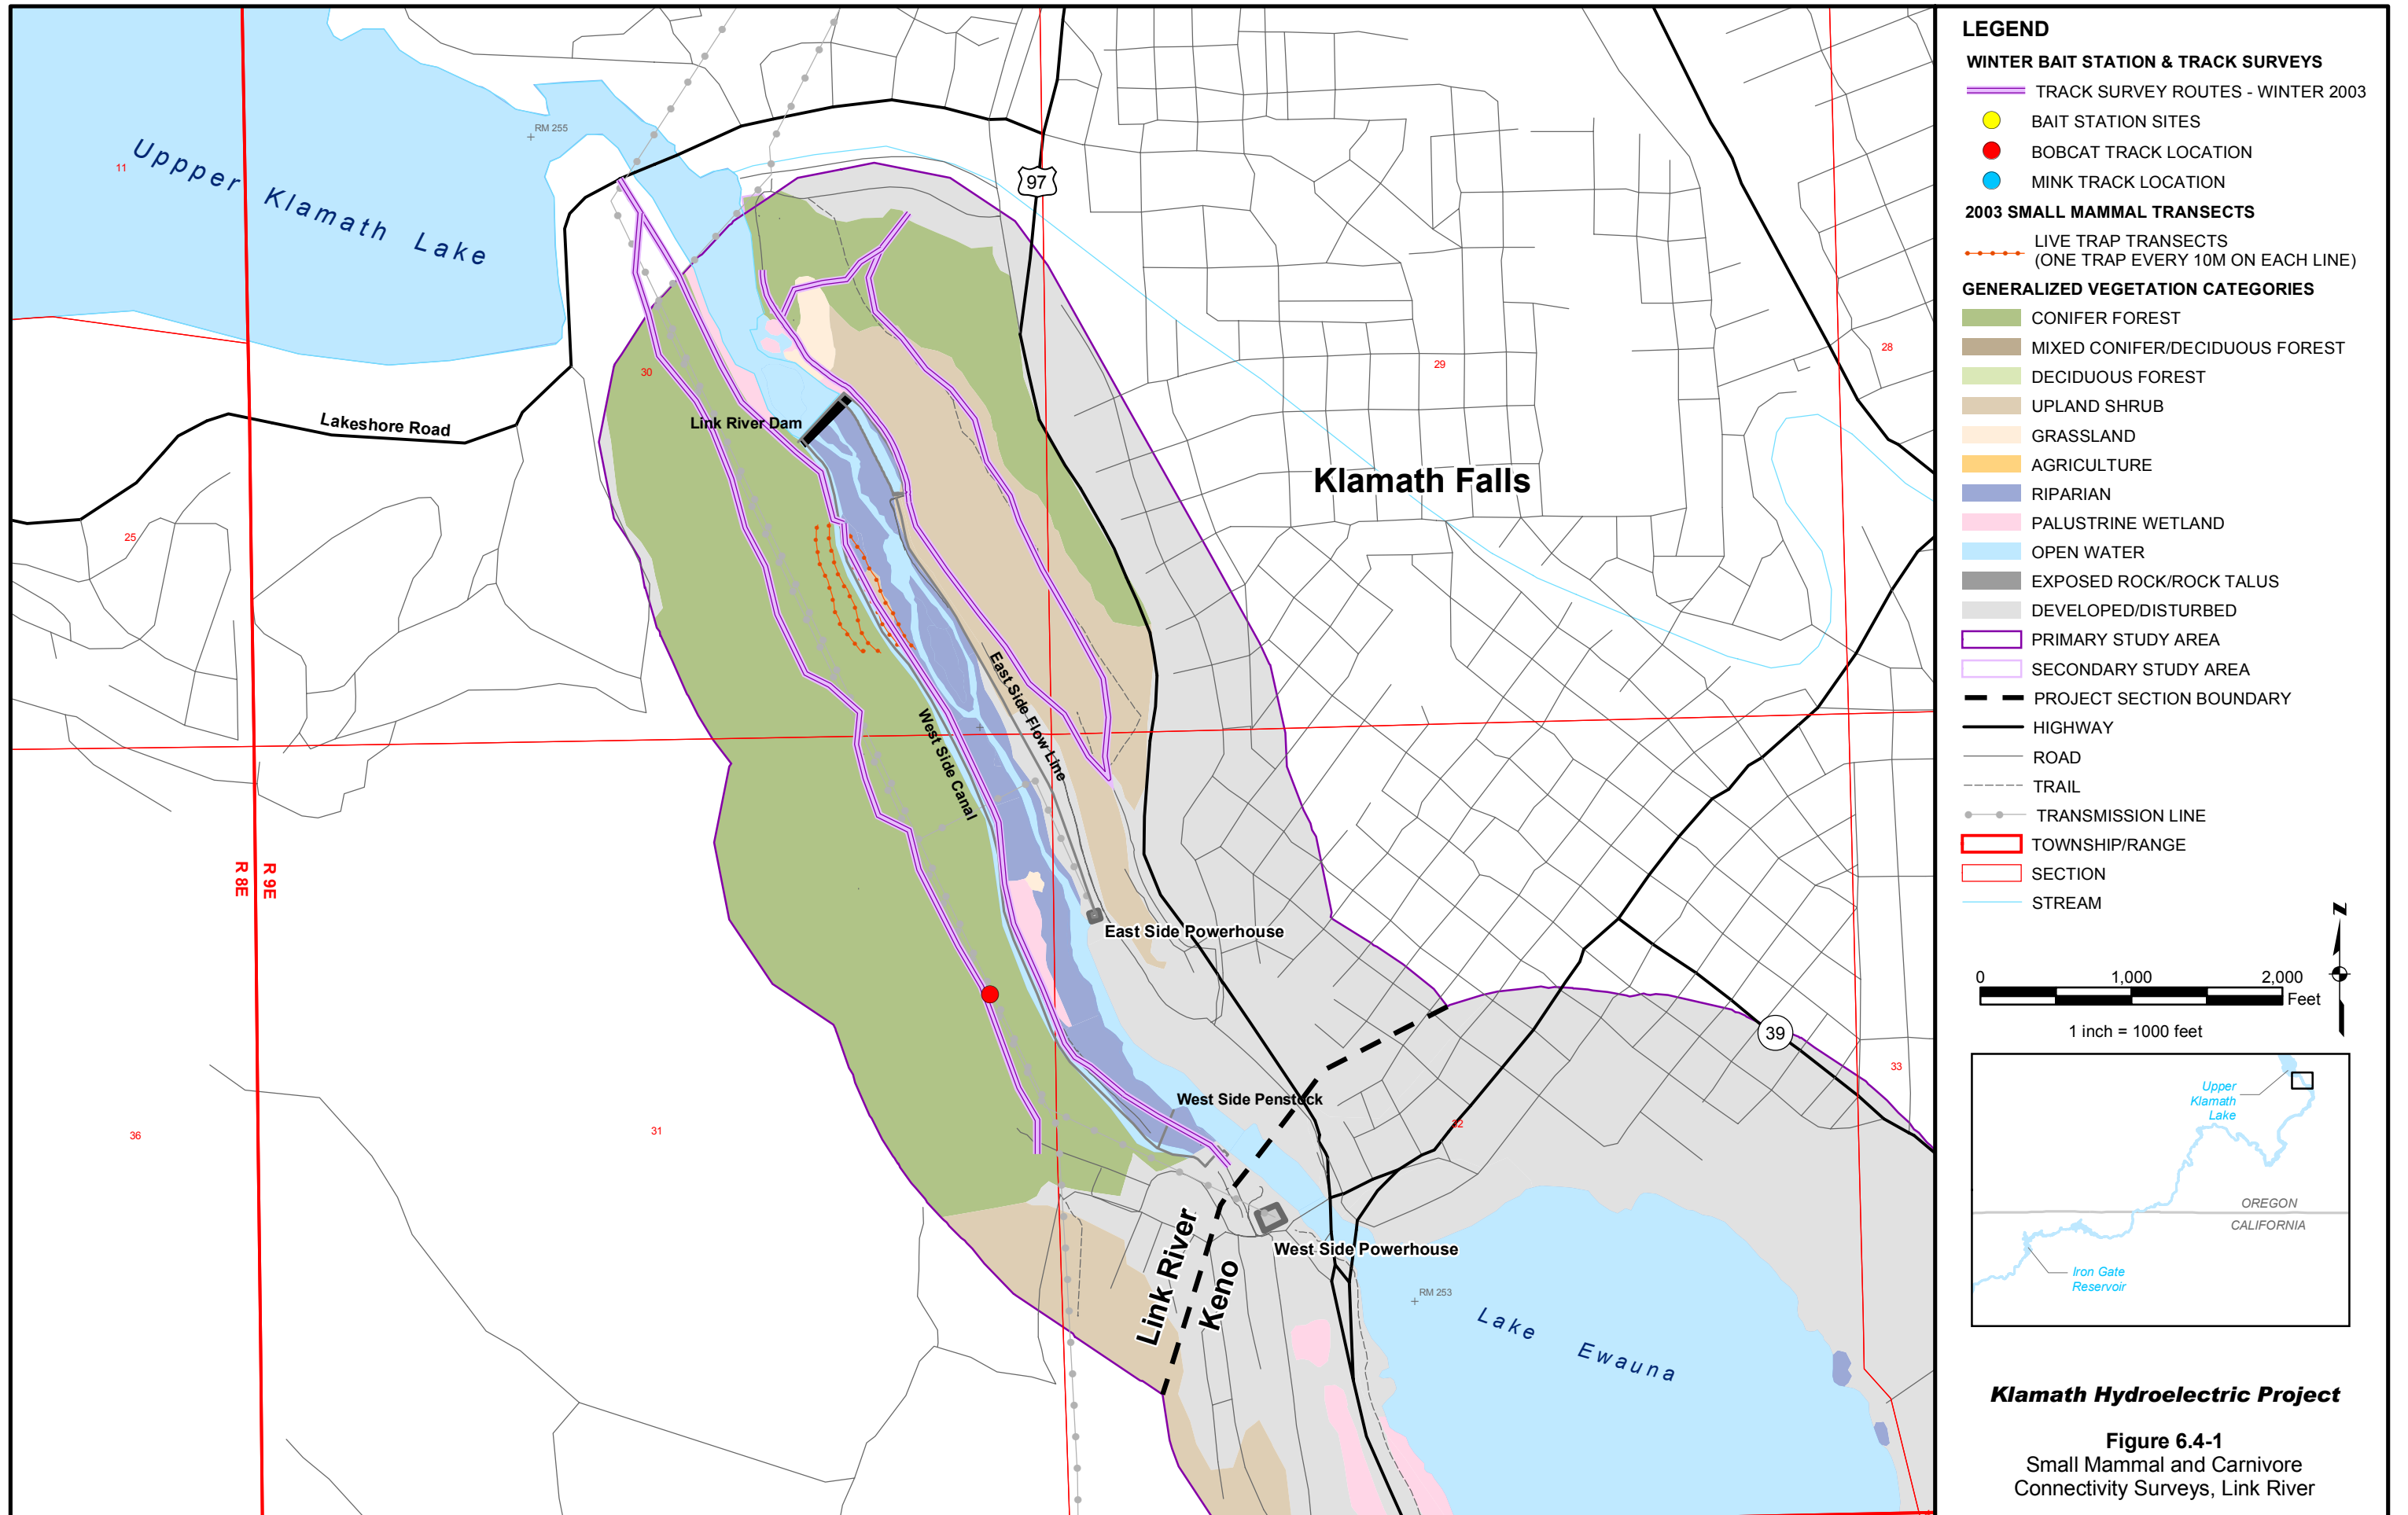 RM 255
Uppper Klamath Lake
11
97
30
29
28
Link River Dam
Lakeshore Road
Klamath Falls
25
East Side Flow Line
West Side Canal
R 8E
R 9E
East Side Powerhouse
39
33
West Side Penstock
32
36
31
West Side Powerhouse
Link River
Keno
RM 253
Lake Ewauna
LEGEND
WINTER BAIT STATION & TRACK SURVEYS
TRACK SURVEY ROUTES - WINTER 2003
BAIT STATION SITES
BOBCAT TRACK LOCATION
MINK TRACK LOCATION
2003 SMALL MAMMAL TRANSECTS
LIVE TRAP TRANSECTS
(ONE TRAP EVERY 10M ON EACH LINE)
GENERALIZED VEGETATION CATEGORIES
CONIFER FOREST
MIXED CONIFER/DECIDUOUS FOREST
DECIDUOUS FOREST
UPLAND SHRUB
GRASSLAND
AGRICULTURE
RIPARIAN
PALUSTRINE WETLAND
OPEN WATER
EXPOSED ROCK/ROCK TALUS
DEVELOPED/DISTURBED
PRIMARY STUDY AREA
SECONDARY STUDY AREA
PROJECT SECTION BOUNDARY
HIGHWAY
ROAD
TRAIL
TRANSMISSION LINE
TOWNSHIP/RANGE
SECTION
STREAM
N
0 1,000 2,000
Feet
1 inch = 1000 feet
Upper
Klamath
Lake
OREGON
CALIFORNIA
Iron Gate
Reservoir
Klamath Hydroelectric Project
Figure 6.4-1
Small Mammal and Carnivore
Connectivity Surveys, Link River